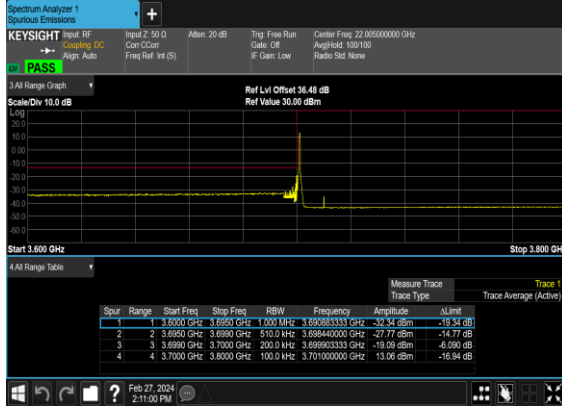 Spectrum Analyzer 1
Spurious Emissions
+
KEYSIGHT Input: RF Input Z: 50 Ω Atten: 20 dB Trig: Free Run Center Freq: 22.005000000 GHz
Coupling: DC Corr CCorr Gate: Off Avg|Hold: 100/100
Align: Auto Freq Ref: Int (S) IF Gain: Low Radio Std: None
PASS
3 All Range Graph
Ref Lvl Offset 36.48 dB
Scale/Div 10.0 dB Ref Value 30.00 dBm
Log
20.0
10.0
0.00
-10.0
-20.0
-30.0
-40.0
-50.0
-60.0
Start 3.600 GHz Stop 3.800 GH
4 All Range Table
Measure Trace Trace 1
Trace Type Trace Average (Active)
Spur Range Start Freq Stop Freq RBW Frequency Amplitude ΔLimit
1 1 3.6000 GHz 3.6950 GHz 1.000 MHz 3.690883333 GHz -32.34 dBm -19.34 dB
2 2 3.6950 GHz 3.6990 GHz 510.0 kHz 3.698440000 GHz -27.77 dBm -14.77 dB
3 3 3.6990 GHz 3.7000 GHz 200.0 kHz 3.699903333 GHz -19.09 dBm -6.090 dB
4 4 3.7000 GHz 3.8000 GHz 100.0 kHz 3.701000000 GHz 13.06 dBm -16.94 dB
? Feb 27, 2024
2:11:00 PM